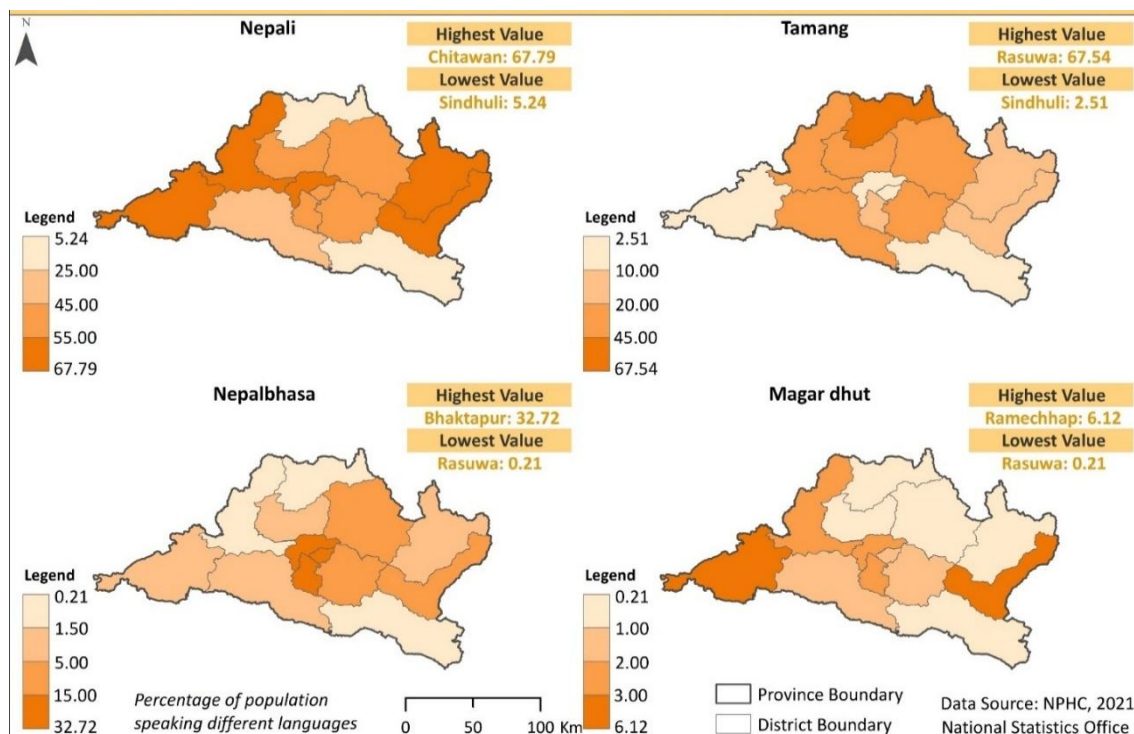 N
Nepali
Highest Value
Chitawan: 67.79
Lowest Value
Sindhuli: 5.24
Legend
5.24
25.00
45.00
55.00
67.79
Tamang
Highest Value
Rasuwa: 67.54
Lowest Value
Sindhuli: 2.51
Legend
2.51
10.00
20.00
45.00
67.54
Nepalbhasa
Highest Value
Bhaktapur: 32.72
Lowest Value
Rasuwa: 0.21
Legend
0.21
1.50
5.00
15.00
32.72
Magar dhut
Highest Value
Ramechhap: 6.12
Lowest Value
Rasuwa: 0.21
Legend
0.21
1.00
2.00
3.00
6.12
Percentage of population
speaking different languages
0 50 100 Km
Province Boundary
District Boundary
Data Source: NPHC, 2021
National Statistics Office